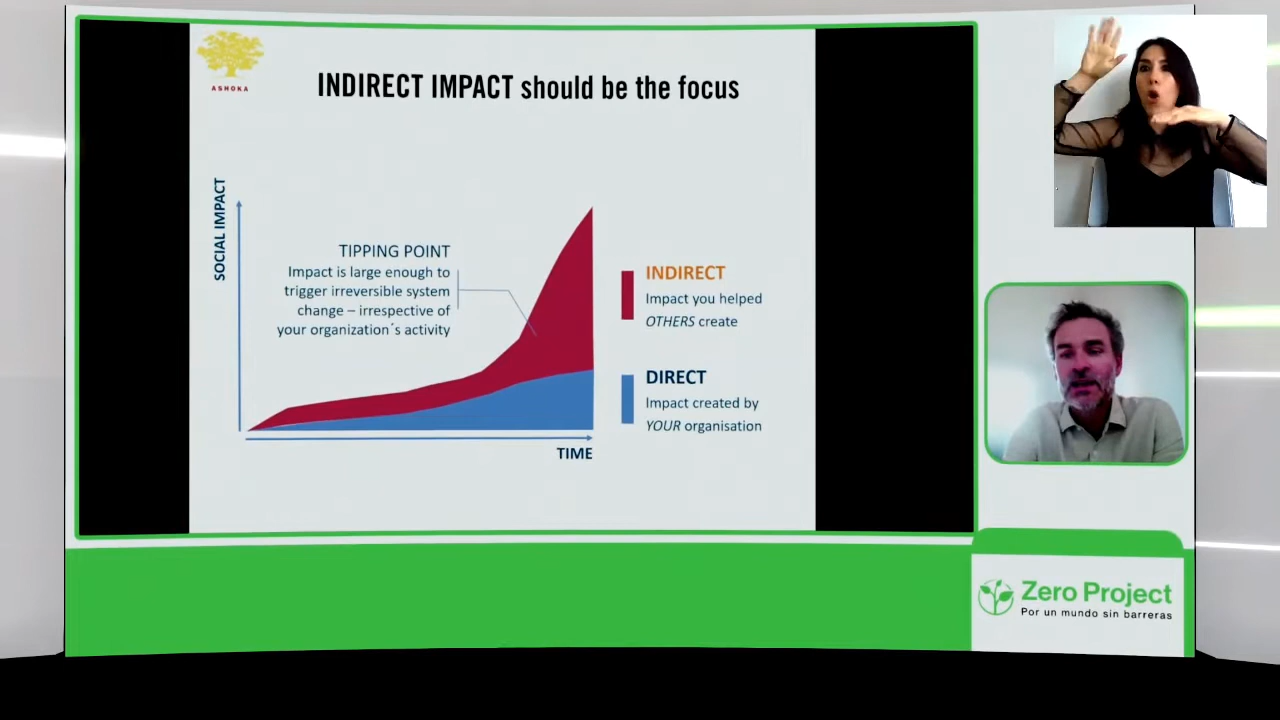 ASHOKA
INDIRECT IMPACT should be the focus
SOCIAL IMPACT
TIPPING POINT
Impact is large enough to
trigger irreversible system
change – irrespective of
your organization´s activity
INDIRECT
Impact you helped
OTHERS create
DIRECT
Impact created by
YOUR organisation
TIME
Zero Project
Por un mundo sin barreras